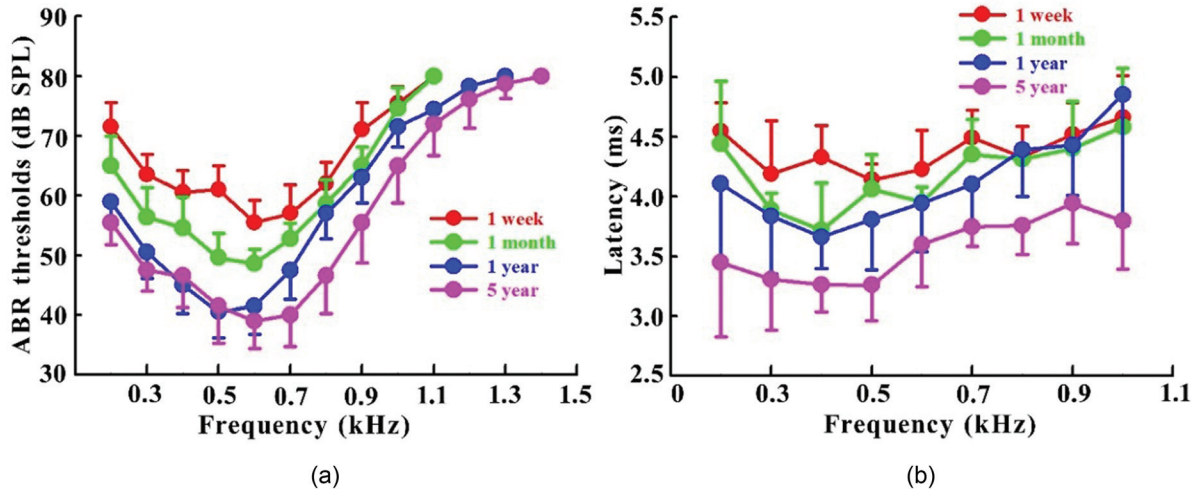 90
80
70
60
50
40
30
ABR thresholds (dB SPL)
1 week
1 month
1 year
5 year
0.3 0.5 0.7 0.9 1.1 1.3 1.5
Frequency (kHz)
(a)
5.5
5.0
4.5
4.0
3.5
3.0
2.5
Latency (ms)
1 week
1 month
1 year
5 year
0 0.3 0.5 0.7 0.9 1.1
Frequency (kHz)
(b)